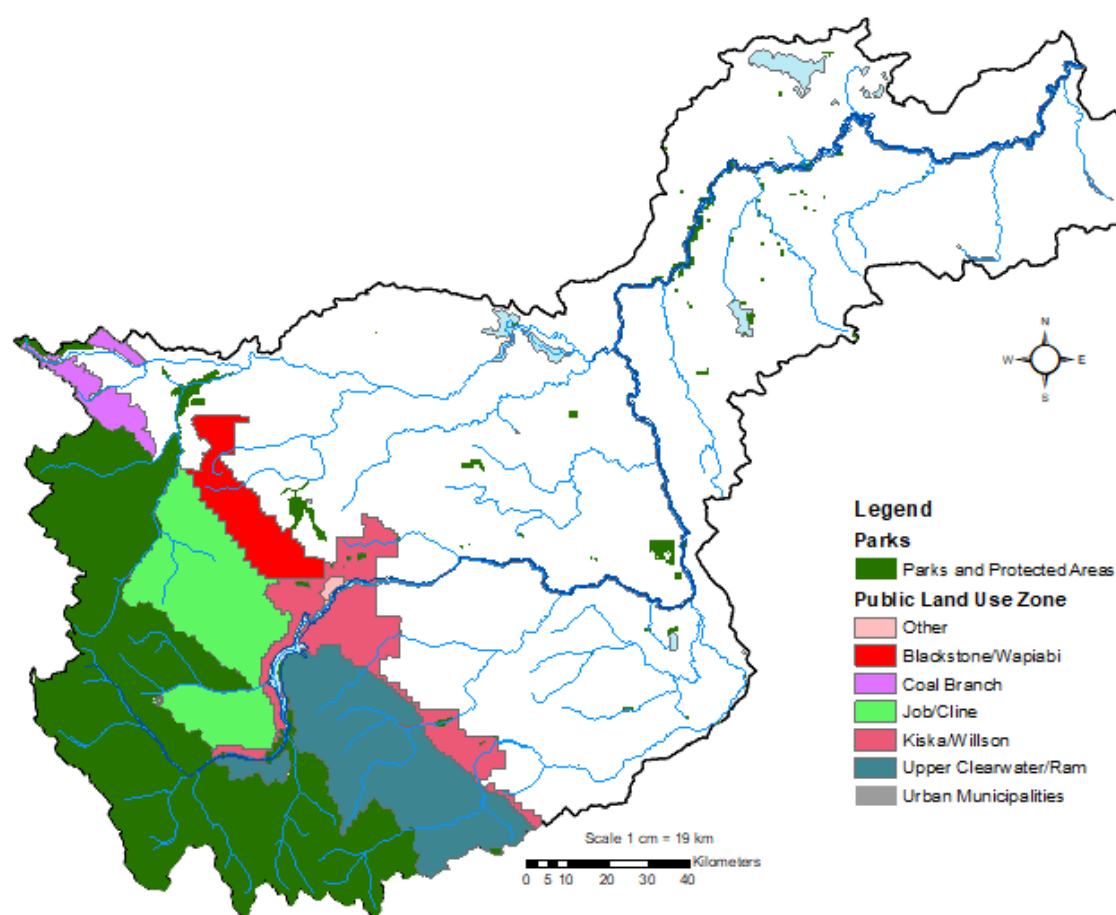 N
W E
S
Legend
Parks
Parks and Protected Areas
Public Land Use Zone
Other
Blackstone/Wapiabi
Coal Branch
Job/Cline
Kiska/Willson
Upper Clearwater/Ram
Urban Municipalities
Scale 1 cm = 19 km
Kilometers
0 5 10 20 30 40